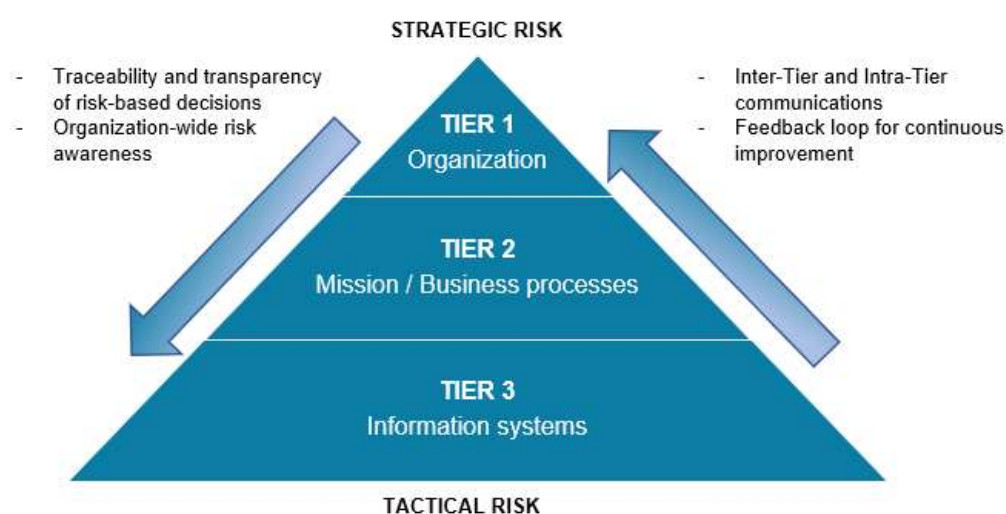 STRATEGIC RISK
- Traceability and transparency
of risk-based decisions
- Organization-wide risk
awareness
- Inter-Tier and Intra-Tier
communications
- Feedback loop for continuous
improvement
TIER 1
Organization
TIER 2
Mission / Business processes
TIER 3
Information systems
TACTICAL RISK